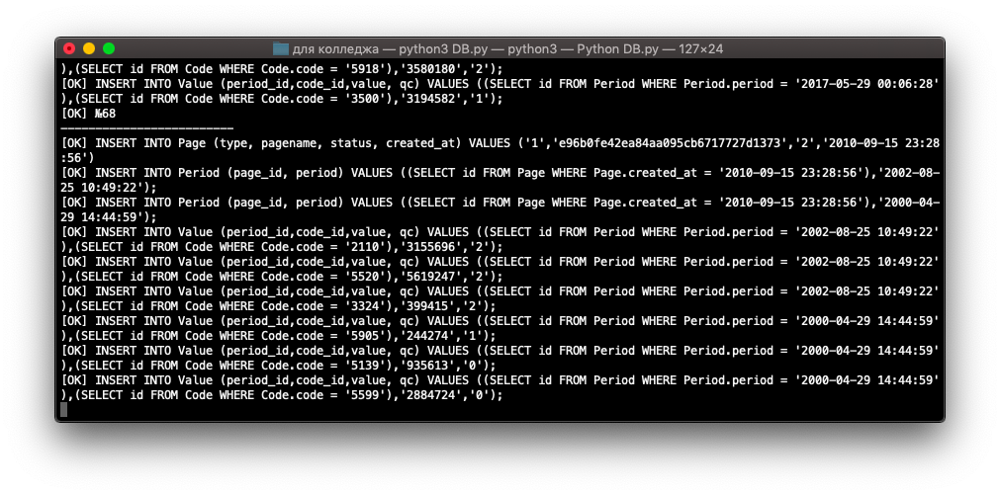 для колледжа — python3 DB.py — python3 — Python DB.py — 127×24
),(SELECT id FROM Code WHERE Code.code = '5918'),'3580180','2');
[OK] INSERT INTO Value (period_id,code_id,value, qc) VALUES ((SELECT id FROM Period WHERE Period.period = '2017-05-29 00:06:28'
),(SELECT id FROM Code WHERE Code.code = '3500'),'3194582','1');
[OK] №68
—————————————————————————
[OK] INSERT INTO Page (type, pagename, status, created_at) VALUES ('1','e96b0fe42ea84aa095cb6717727d1373','2','2010-09-15 23:28
:56')
[OK] INSERT INTO Period (page_id, period) VALUES ((SELECT id FROM Page WHERE Page.created_at = '2010-09-15 23:28:56'),'2002-08-
25 10:49:22');
[OK] INSERT INTO Period (page_id, period) VALUES ((SELECT id FROM Page WHERE Page.created_at = '2010-09-15 23:28:56'),'2000-04-
29 14:44:59');
[OK] INSERT INTO Value (period_id,code_id,value, qc) VALUES ((SELECT id FROM Period WHERE Period.period = '2002-08-25 10:49:22'
),(SELECT id FROM Code WHERE Code.code = '2110'),'3155696','2');
[OK] INSERT INTO Value (period_id,code_id,value, qc) VALUES ((SELECT id FROM Period WHERE Period.period = '2002-08-25 10:49:22'
),(SELECT id FROM Code WHERE Code.code = '5520'),'5619247','2');
[OK] INSERT INTO Value (period_id,code_id,value, qc) VALUES ((SELECT id FROM Period WHERE Period.period = '2002-08-25 10:49:22'
),(SELECT id FROM Code WHERE Code.code = '3324'),'399415','2');
[OK] INSERT INTO Value (period_id,code_id,value, qc) VALUES ((SELECT id FROM Period WHERE Period.period = '2000-04-29 14:44:59'
),(SELECT id FROM Code WHERE Code.code = '5905'),'244274','1');
[OK] INSERT INTO Value (period_id,code_id,value, qc) VALUES ((SELECT id FROM Period WHERE Period.period = '2000-04-29 14:44:59'
),(SELECT id FROM Code WHERE Code.code = '5139'),'935613','0');
[OK] INSERT INTO Value (period_id,code_id,value, qc) VALUES ((SELECT id FROM Period WHERE Period.period = '2000-04-29 14:44:59'
),(SELECT id FROM Code WHERE Code.code = '5599'),'2884724','0');